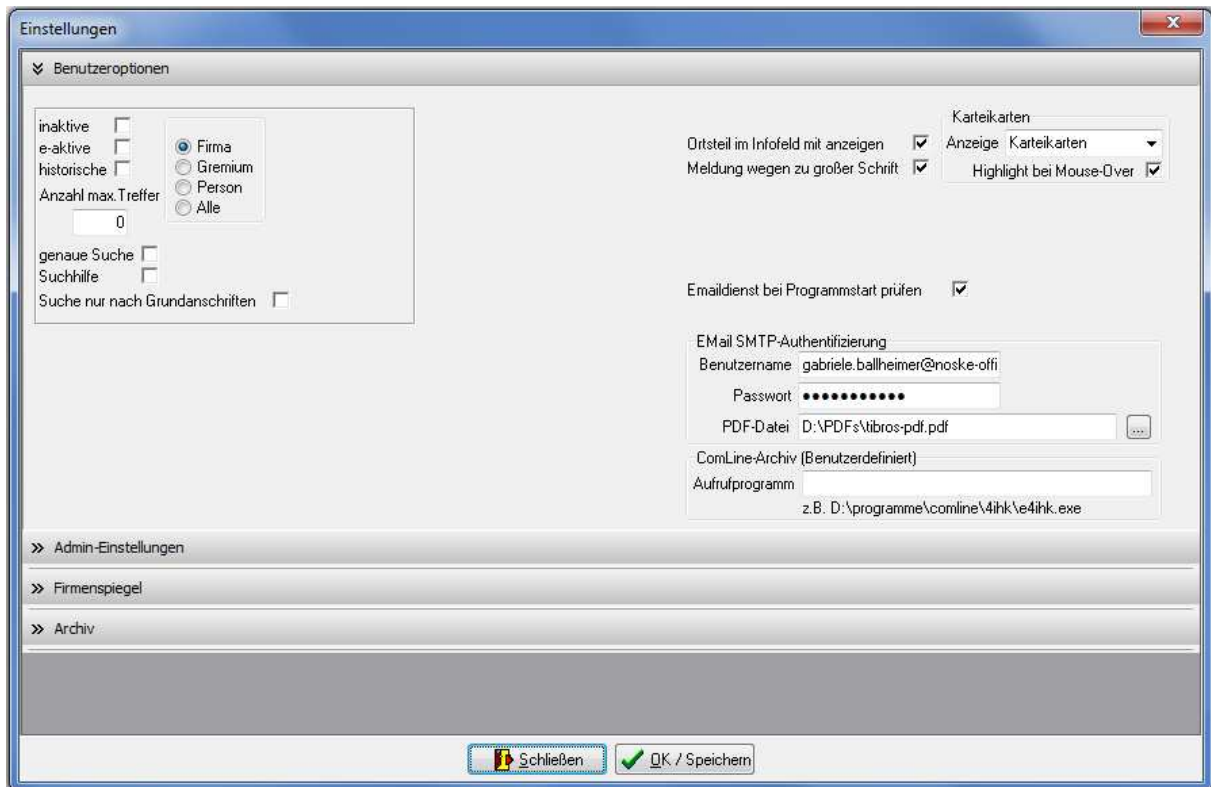 Einstellungen
Benutzeroptionen
inaktive
e-aktive
historische
Anzahl max.Treffer
0
Firma
Gremium
Person
Alle
genaue Suche
Suchhilfe
Suche nur nach Grundanschriften
Ortsteil im Infofeld mit anzeigen
Meldung wegen zu großer Schrift
Karteikarten
Anzeige Karteikarten
Highlight bei Mouse-Over
Emaildienst bei Programmstart prüfen
EMail SMTP-Authentifizierung
Benutzername gabriele.ballheimer@noske-offi
Passwort •••••••••••
PDF-Datei D:\PDFs\tibros-pdf.pdf ...
ComLine-Archiv (Benutzerdefiniert)
Aufrufprogramm
z.B. D:\programme\comline\4ihk\e4ihk.exe
Admin-Einstellungen
Firmenspiegel
Archiv
Schließen
OK / Speichern